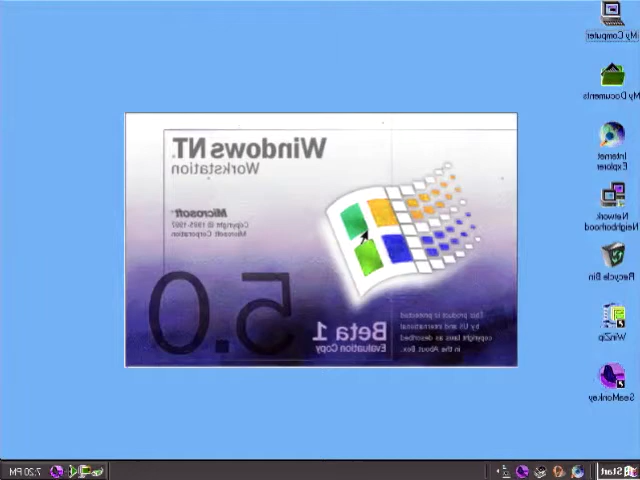 My Computer
My Documents
Internet
Explorer
Network
Neighborhood
Recycle Bin
WinZip
SeaMonkey
Windows NT.
Workstation
Microsoft
Copyright © 1985-1997
Microsoft Corporation
5.0
Beta 1
Evaluation Copy
This product is protected
by US and international
copyright laws as described
in the About Box.
Start
7:20 PM